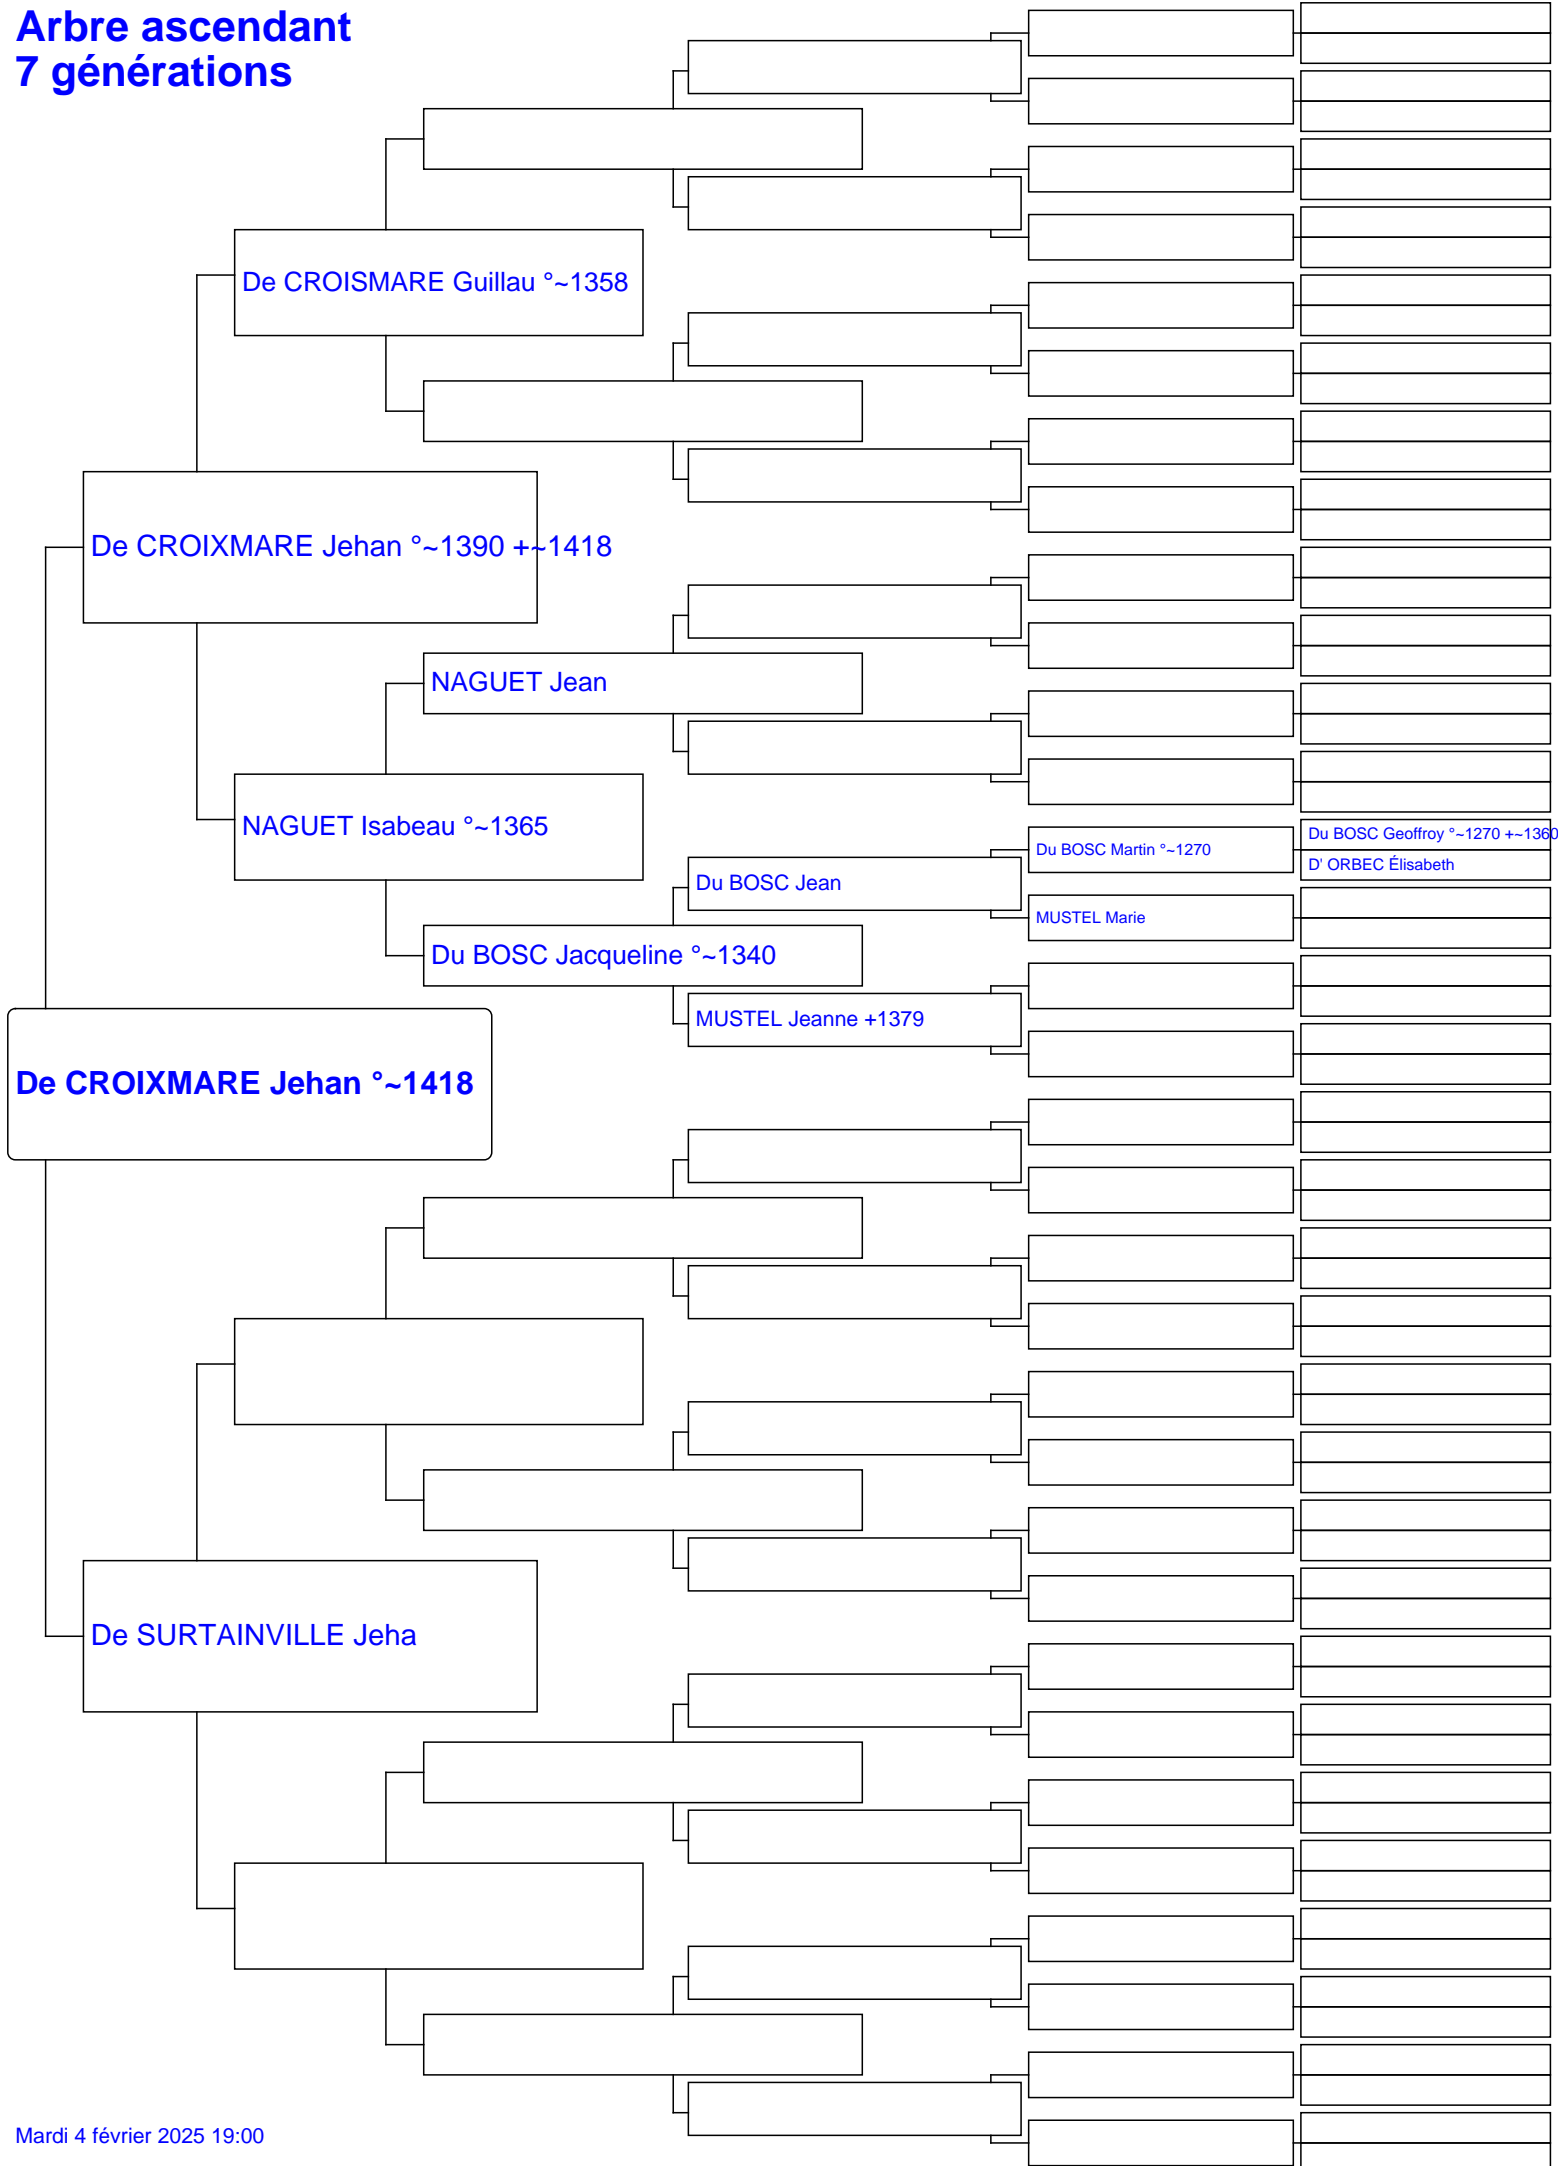 Arbre ascendant
7 générations
De CROISMARE Guillau °~1358
De CROIXMARE Jehan °~1390 +~1418
NAGUET Jean
NAGUET Isabeau °~1365
Du BOSC Geoffroy °~1270 +~1360
Du BOSC Martin °~1270
D' ORBEC Élisabeth
Du BOSC Jean
MUSTEL Marie
Du BOSC Jacqueline °~1340
MUSTEL Jeanne +1379
De CROIXMARE Jehan °~1418
De SURTAINVILLE Jeha
Mardi 4 février 2025 19:00